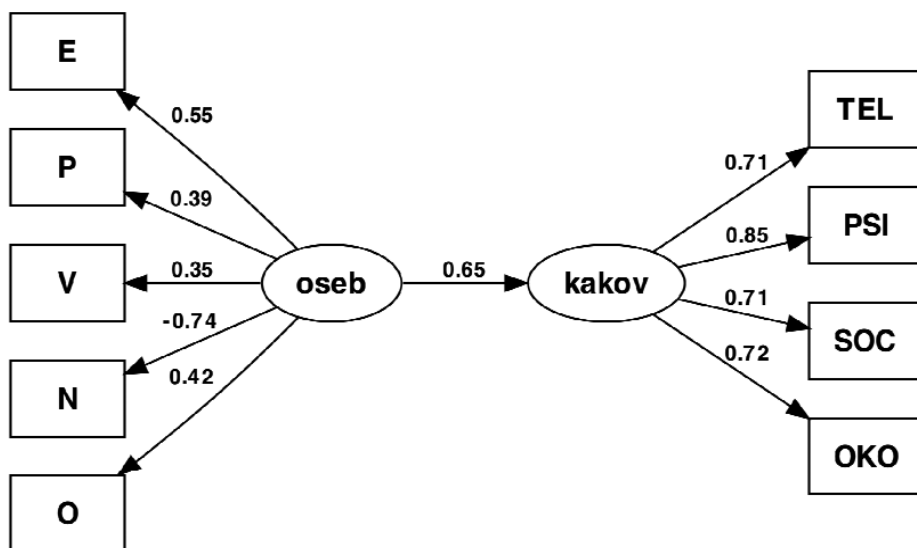 E
P
V
N
O
0.55
0.39
0.35
-0.74
0.42
oseb
0.65
kakov
0.71
0.85
0.71
0.72
TEL
PSI
SOC
OKO